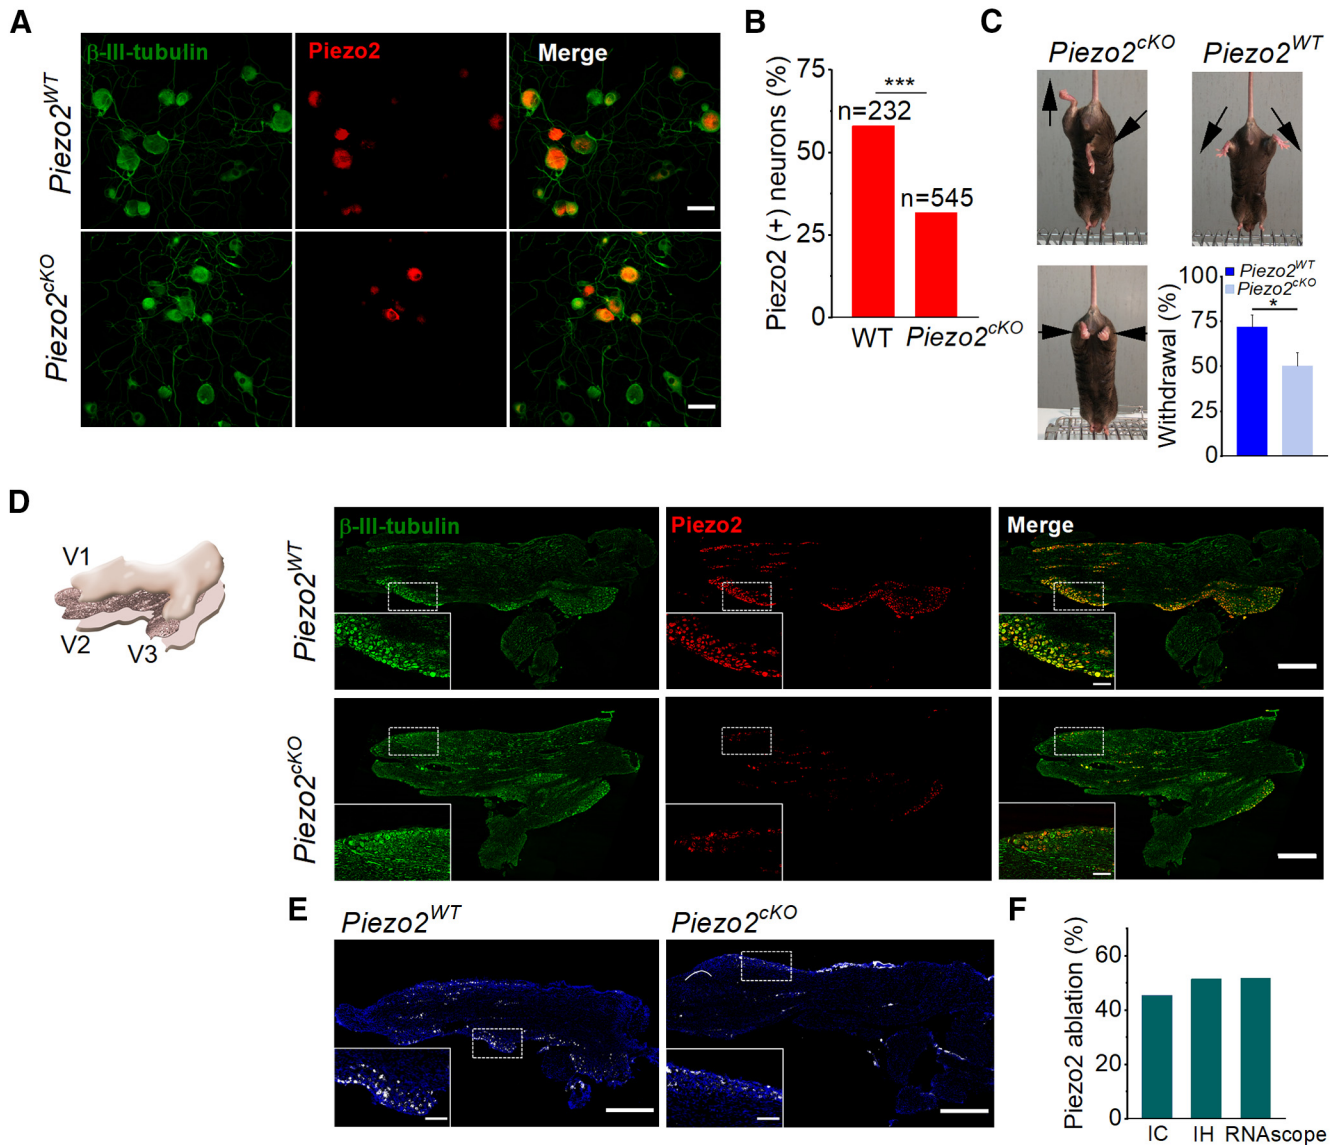 A
β-III-tubulin
Piezo2
Merge
Piezo2WT
Piezo2cKO
B
Piezo2 (+) neurons (%)
75
50
25
0
***
n=232
n=545
WT
Piezo2cKO
C
Piezo2cKO
Piezo2WT
Withdrawal (%)
100
75
50
25
0
Piezo2WT
Piezo2cKO
*
D
V1
V2
V3
β-III-tubulin
Piezo2
Merge
Piezo2WT
Piezo2cKO
E
Piezo2WT
Piezo2cKO
F
Piezo2 ablation (%)
60
40
20
0
IC
IH
RNAscope